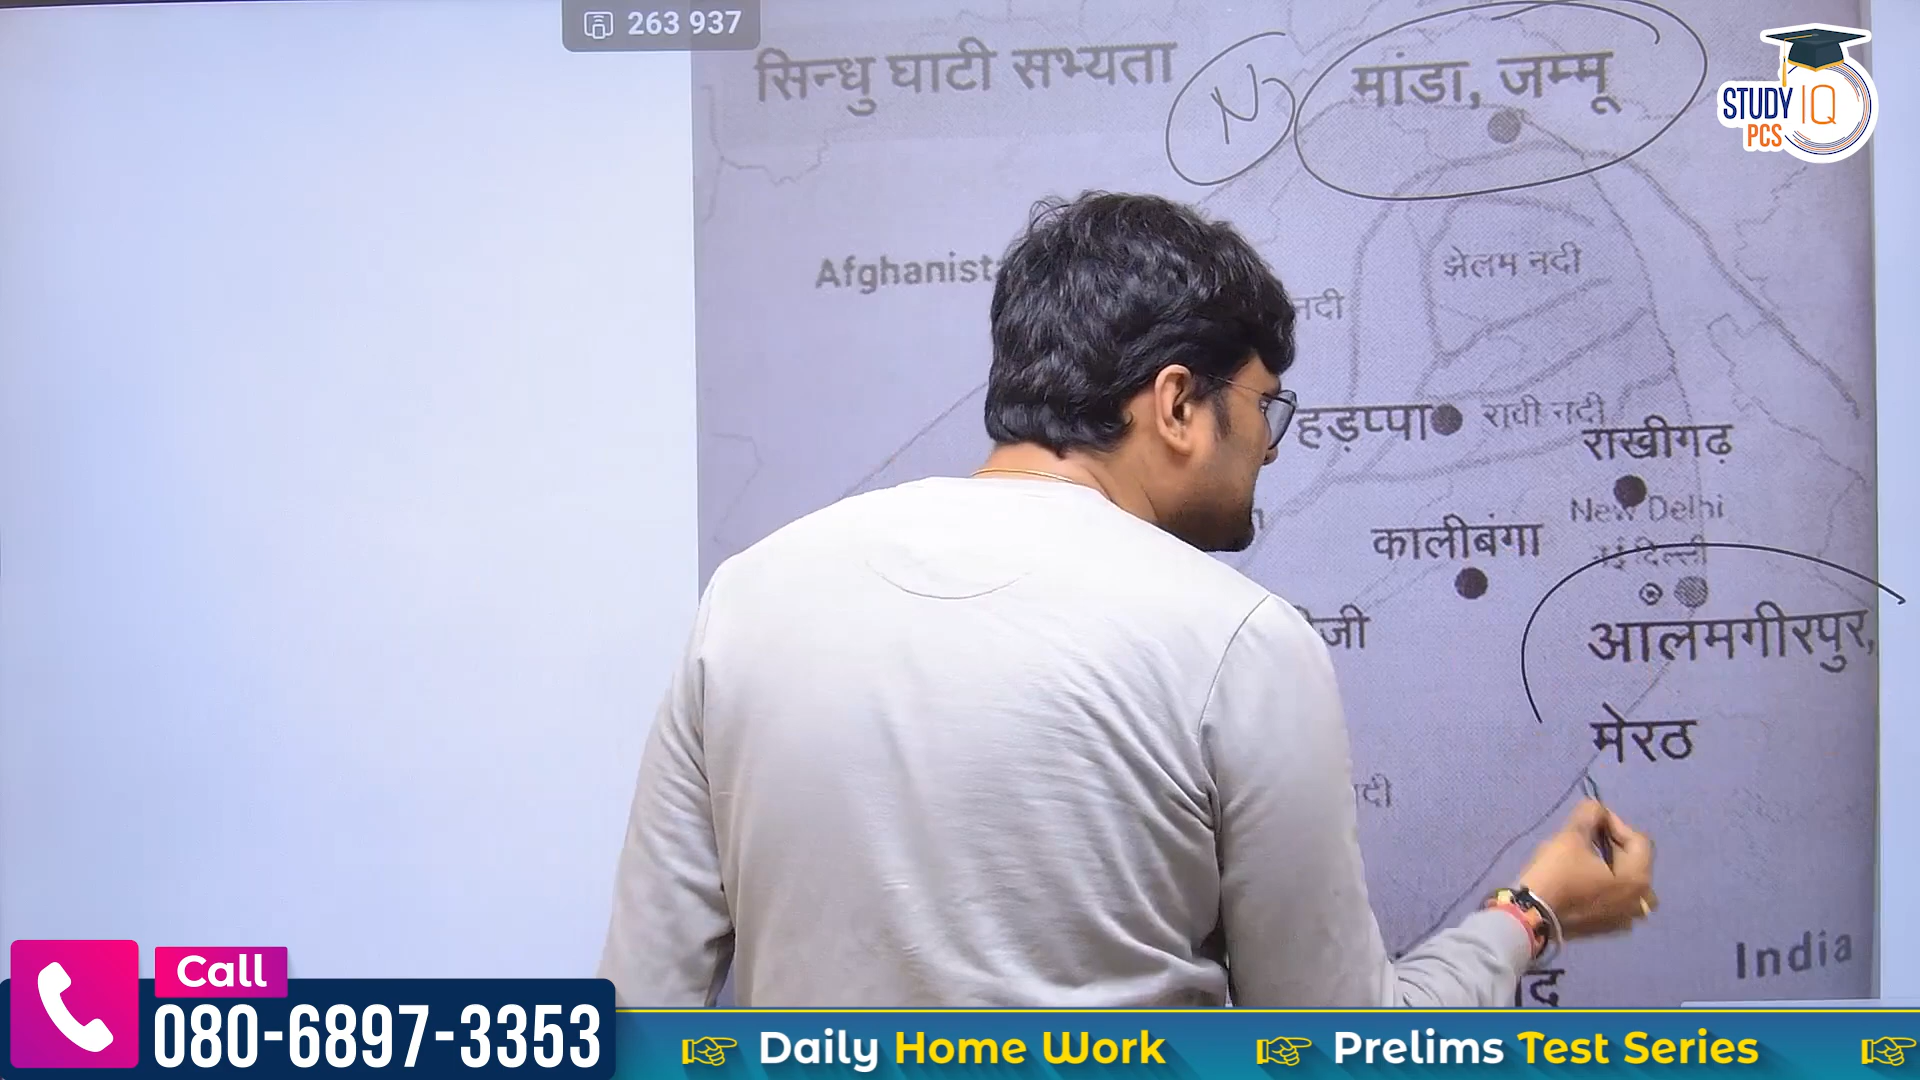 263 937
सिन्धु घाटी सभ्यता
N
मांडा, जम्मू
STUDY IQ
PCS
Afghanist
झेलम नदी
नदी
हड़प्पा
रावी नदी
राखीगढ़
New Delhi
नई दिल्ली
कालीबंगा
आलमगीरपुर,
मेरठ
जी
दी
India
द
Call
080-6897-3353
Daily Home Work
Prelims Test Series